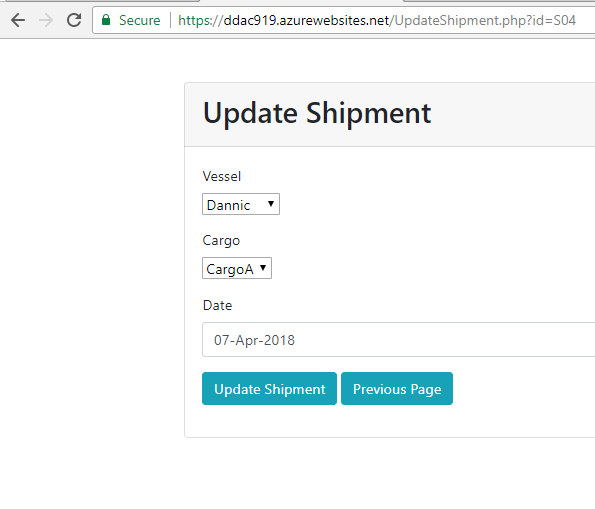 Secure https://ddac919.azurewebsites.net/UpdateShipment.php?id=S04
Update Shipment
Vessel
Dannic
Cargo
CargoA
Date
07-Apr-2018
Update Shipment Previous Page